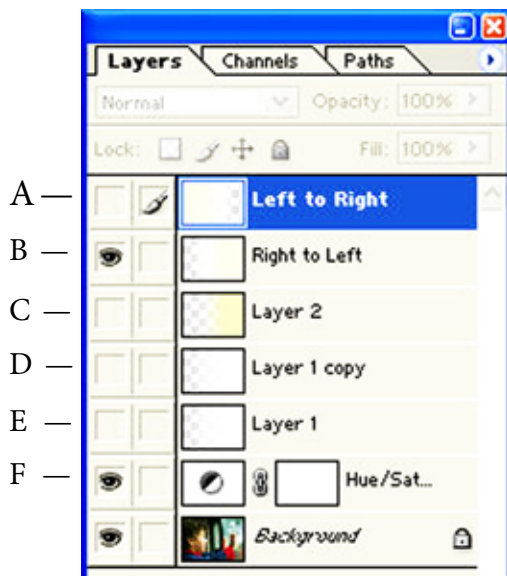 Layers Channels Paths
Normal Opacity: 100%
Lock: Fill: 100%
A — Left to Right
B — Right to Left
C — Layer 2
D — Layer 1 copy
E — Layer 1
F — Hue/Sat...
Background